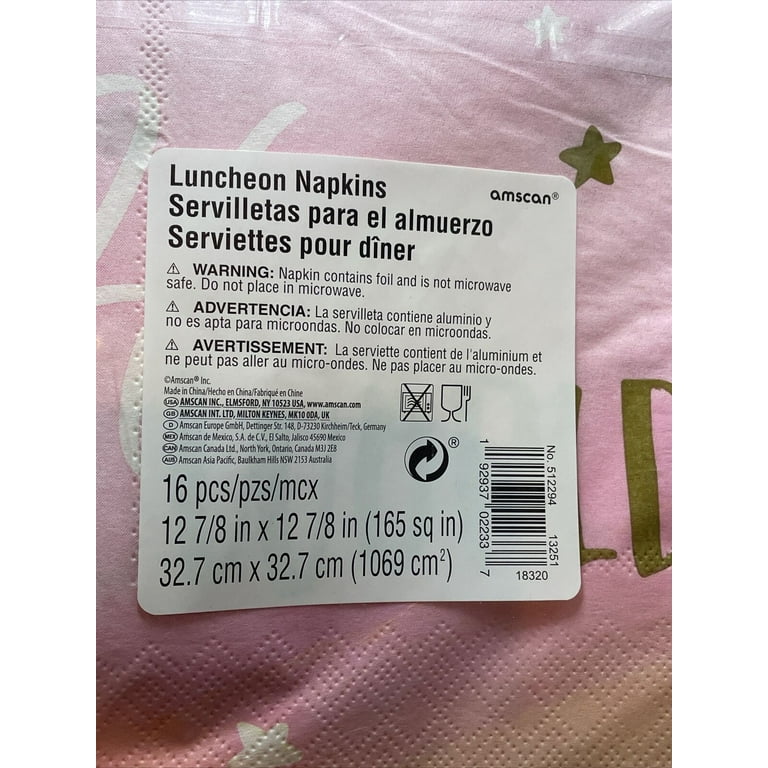 Luncheon Napkins
amscan®
Servilletas para el almuerzo
Serviettes pour dîner
⚠ WARNING: Napkin contains foil and is not microwave
safe. Do not place in microwave.
⚠ ADVERTENCIA: La servilleta contiene aluminio y
no es apta para microondas. No colocar en microondas.
⚠ AVERTISSEMENT: La serviette contient de l'aluminium et
ne peut pas aller au micro-ondes. Ne pas placer au micro-ondes.
©Amscan® Inc.
Made in China/Hecho en China/Fabriqué en Chine
USA AMSCAN INC., ELMSFORD, NY 10523 USA, www.amscan.com
GB AMSCAN INT. LTD, MILTON KEYNES, MK10 0DA, UK
D Amscan Europe GmbH, Dettinger Str. 148, D-73230 Kirchheim/Teck, Germany
MEX Amscan de Mexico, S.A. de C.V., El Salto, Jalisco 45690 Mexico
CAN Amscan Canada Ltd., North York, Ontario, Canada M3J 2E8
AUS Amscan Asia Pacific, Baulkham Hills NSW 2153 Australia
®
16 pcs/pzs/mcx
12 7/8 in x 12 7/8 in (165 sq in)
32.7 cm x 32.7 cm (1069 cm²)
No. 512294
13251
1 92937 02233 7
18320
LD